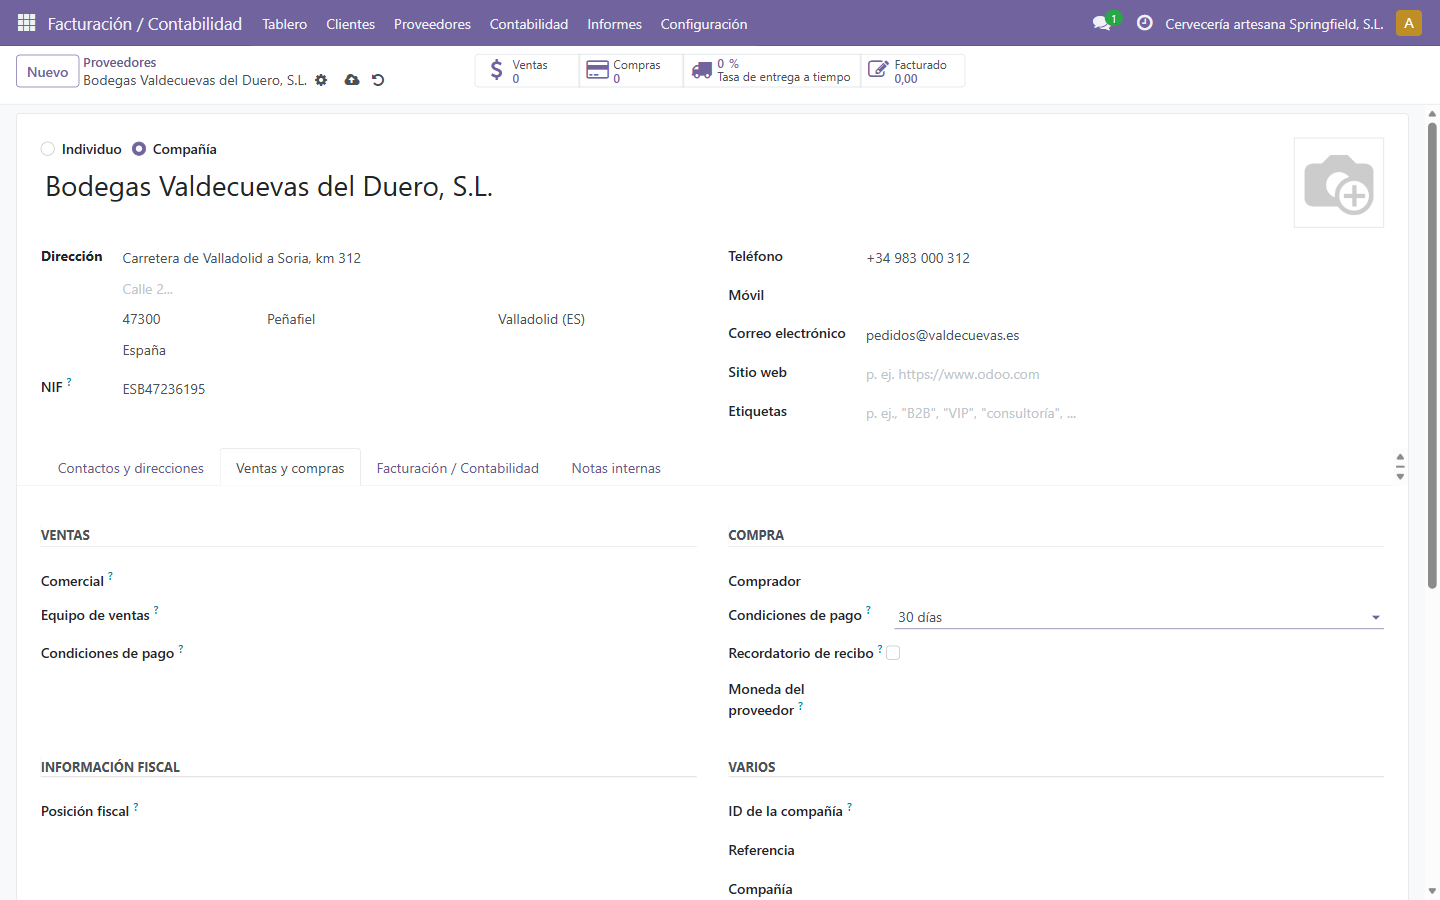 Facturación / Contabilidad Tablero Clientes Proveedores Contabilidad Informes Configuración 1 Cervecería artesana Springfield, S.L. A
Nuevo
Proveedores
Bodegas Valdecuevas del Duero, S.L.
Ventas
0
Compras
0
0 %
Tasa de entrega a tiempo
Facturado
0,00
Individuo Compañía
Bodegas Valdecuevas del Duero, S.L.
Dirección Carretera de Valladolid a Soria, km 312
Calle 2...
47300 Peñafiel Valladolid (ES)
España
NIF ? ESB47236195
Teléfono +34 983 000 312
Móvil
Correo electrónico pedidos@valdecuevas.es
Sitio web p. ej. https://www.odoo.com
Etiquetas p. ej., "B2B", "VIP", "consultoría", ...
Contactos y direcciones Ventas y compras Facturación / Contabilidad Notas internas
VENTAS
Comercial ?
Equipo de ventas ?
Condiciones de pago ?
COMPRA
Comprador
Condiciones de pago ? 30 días
Recordatorio de recibo ?
Moneda del
proveedor ?
INFORMACIÓN FISCAL
Posición fiscal ?
VARIOS
ID de la compañía ?
Referencia
Compañía